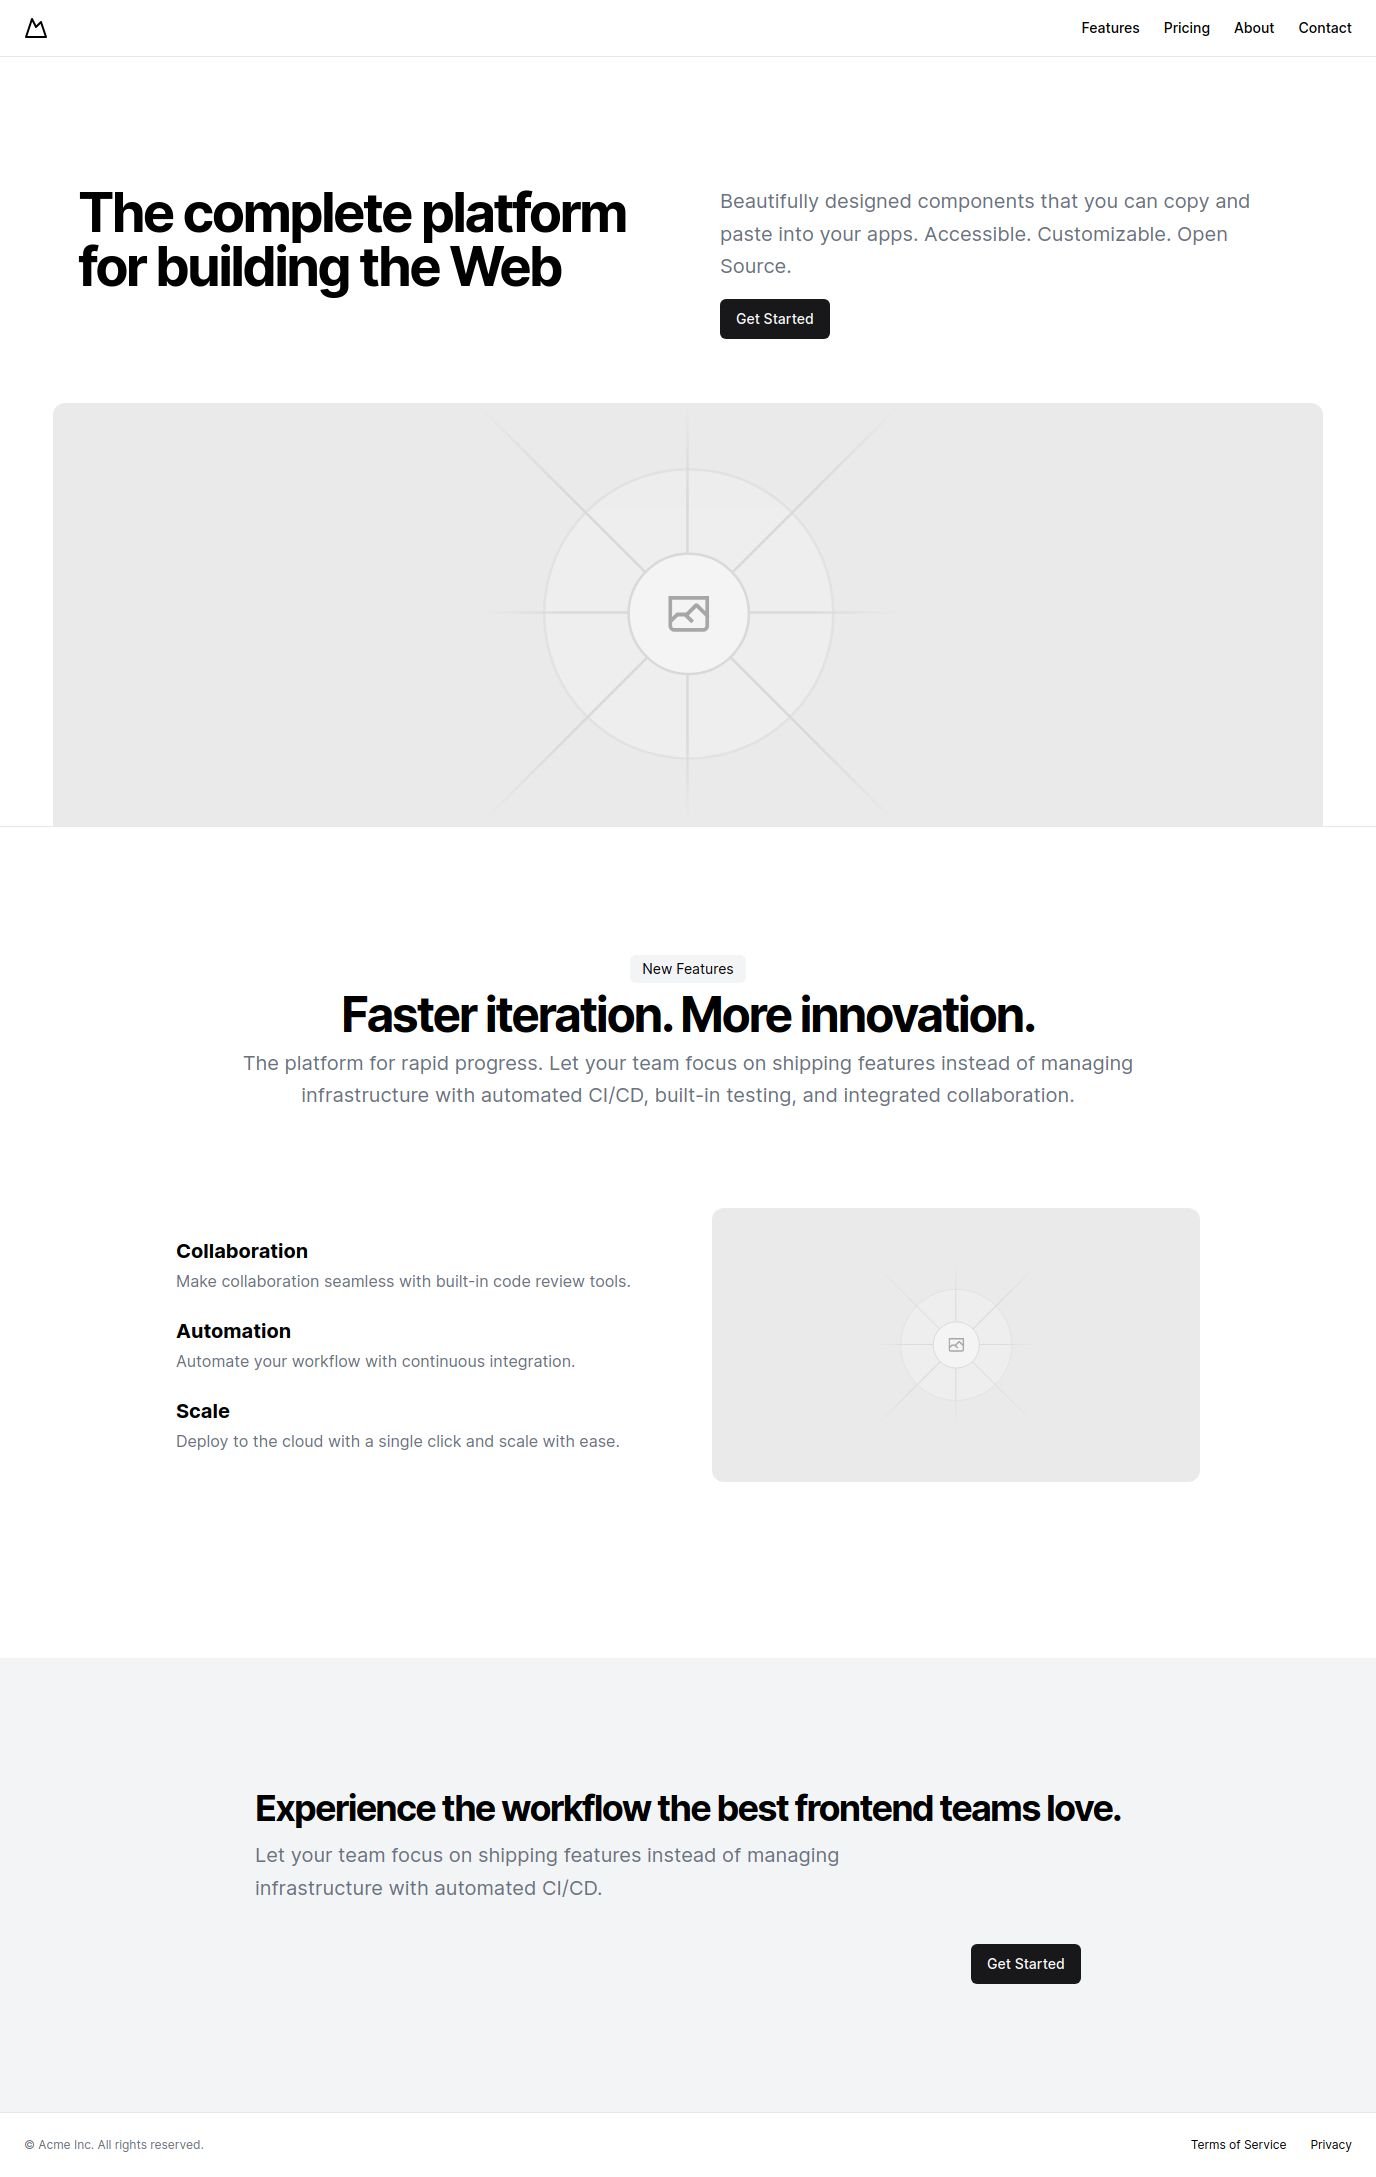 Features Pricing About Contact
The complete platform
for building the Web
Beautifully designed components that you can copy and
paste into your apps. Accessible. Customizable. Open
Source.
Get Started
New Features
Faster iteration. More innovation.
The platform for rapid progress. Let your team focus on shipping features instead of managing
infrastructure with automated CI/CD, built-in testing, and integrated collaboration.
Collaboration
Make collaboration seamless with built-in code review tools.
Automation
Automate your workflow with continuous integration.
Scale
Deploy to the cloud with a single click and scale with ease.
Experience the workflow the best frontend teams love.
Let your team focus on shipping features instead of managing
infrastructure with automated CI/CD.
Get Started
© Acme Inc. All rights reserved.
Terms of Service Privacy